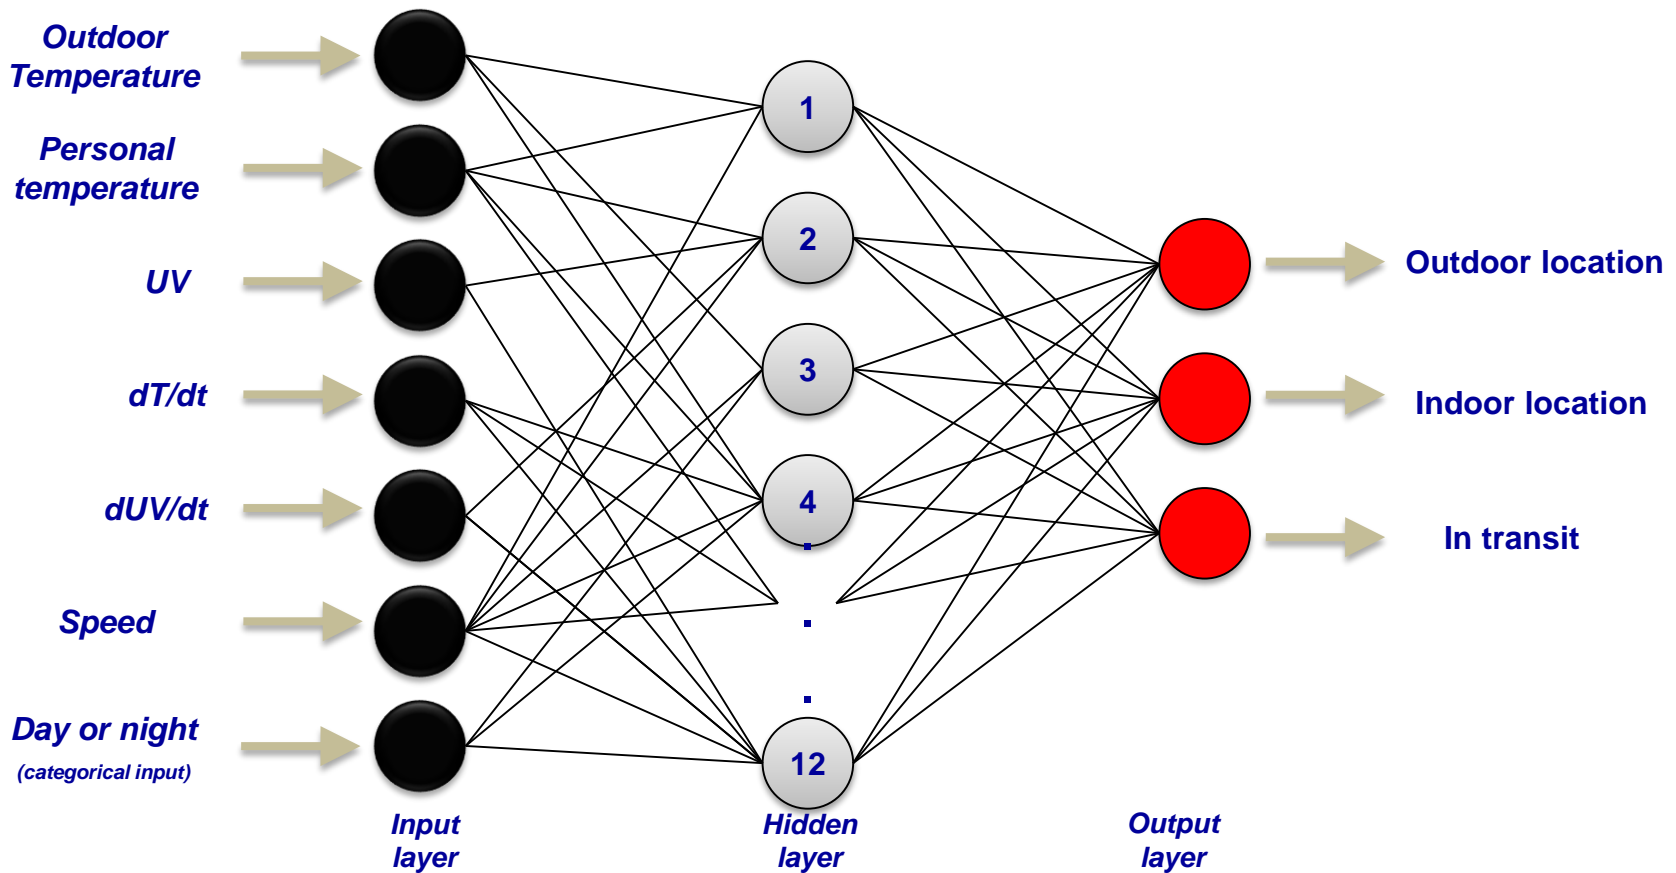 Outdoor
Temperature
Personal
temperature
UV
dT/dt
dUV/dt
Speed
Day or night
(categorical input)
1
2
3
4
.
.
.
12
Outdoor location
Indoor location
In transit
Input
layer
Hidden
layer
Output
layer